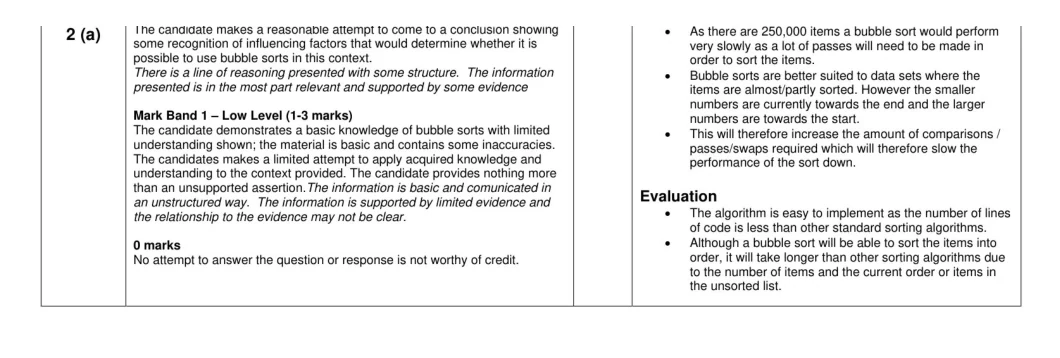 2 (a)
The candidate makes a reasonable attempt to come to a conclusion showing
some recognition of influencing factors that would determine whether it is
possible to use bubble sorts in this context.
There is a line of reasoning presented with some structure. The information
presented is in the most part relevant and supported by some evidence
Mark Band 1 – Low Level (1-3 marks)
The candidate demonstrates a basic knowledge of bubble sorts with limited
understanding shown; the material is basic and contains some inaccuracies.
The candidates makes a limited attempt to apply acquired knowledge and
understanding to the context provided. The candidate provides nothing more
than an unsupported assertion.The information is basic and comunicated in
an unstructured way. The information is supported by limited evidence and
the relationship to the evidence may not be clear.
0 marks
No attempt to answer the question or response is not worthy of credit.
• As there are 250,000 items a bubble sort would perform
very slowly as a lot of passes will need to be made in
order to sort the items.
• Bubble sorts are better suited to data sets where the
items are almost/partly sorted. However the smaller
numbers are currently towards the end and the larger
numbers are towards the start.
• This will therefore increase the amount of comparisons /
passes/swaps required which will therefore slow the
performance of the sort down.
Evaluation
• The algorithm is easy to implement as the number of lines
of code is less than other standard sorting algorithms.
• Although a bubble sort will be able to sort the items into
order, it will take longer than other sorting algorithms due
to the number of items and the current order or items in
the unsorted list.